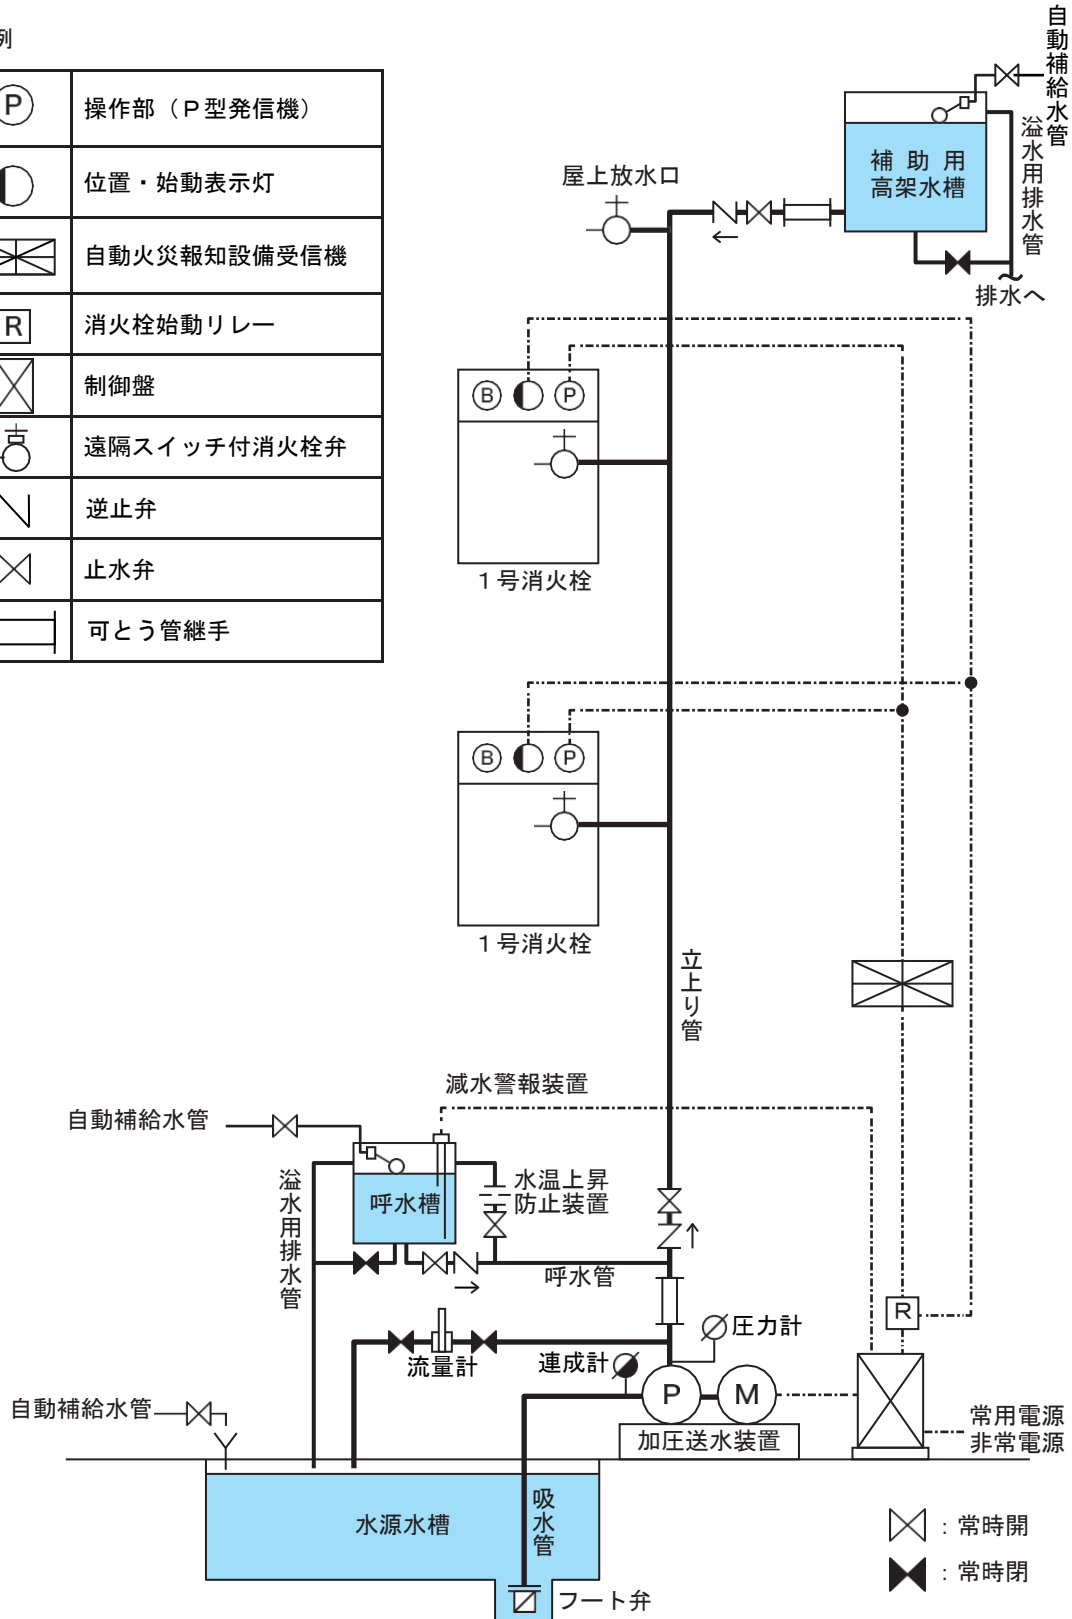 例
P 操作部（Ｐ型発信機）
位置・始動表示灯
自動火災報知設備受信機
R 消火栓始動リレー
制御盤
遠隔スイッチ付消火栓弁
逆止弁
止水弁
可とう管継手
自動補給水管
溢水用排水管
補助用
高架水槽
排水へ
屋上放水口
B P
１号消火栓
B P
１号消火栓
立上り管
減水警報装置
自動補給水管
溢水用排水管
呼水槽
水温上昇
防止装置
呼水管
流量計
連成計
圧力計
R
P M
加圧送水装置
常用電源
非常電源
自動補給水管
水源水槽
吸水管
フート弁
：常時開
：常時閉